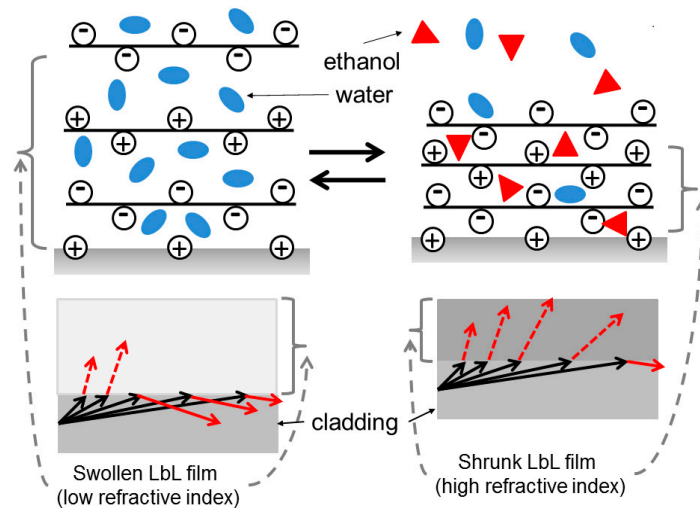 ethanol
water
cladding
Swollen LbL film
(low refractive index)
Shrunk LbL film
(high refractive index)